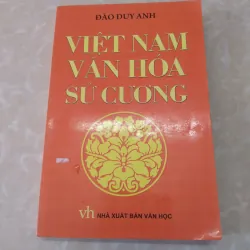 ĐÀO DUY ANH
VIỆT NAM
VĂN HÓA
SỬ CƯƠNG
vh NHÀ XUẤT BẢN VĂN HỌC